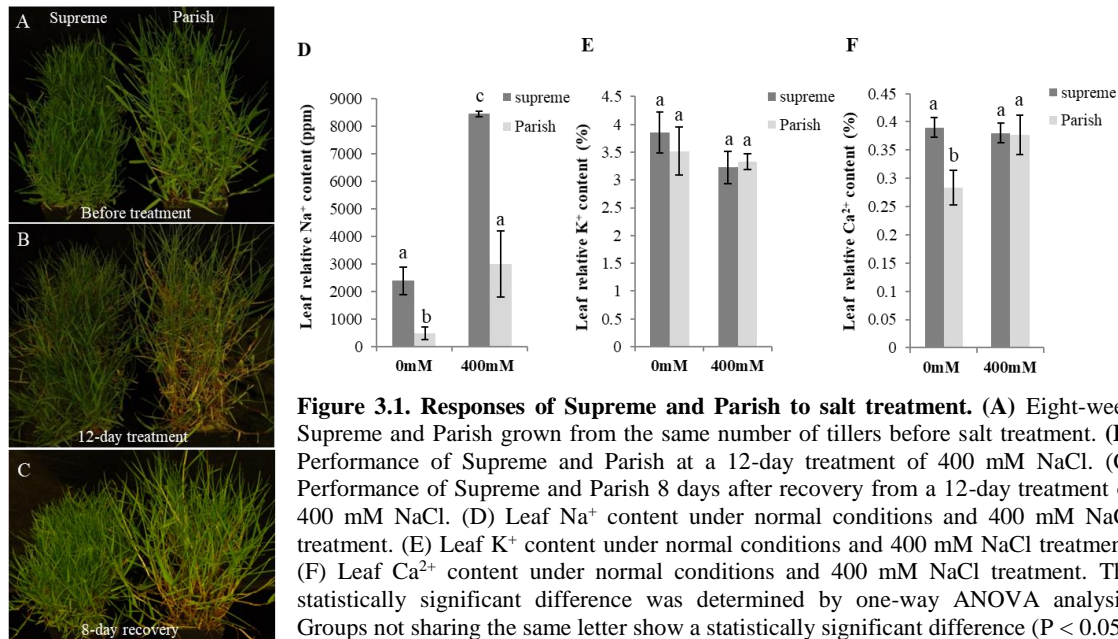 A
Supreme Parish
Before treatment
B
12-day treatment
C
8-day recovery
D
Leaf relative Na⁺ content (ppm)
9000
8000
7000
6000
5000
4000
3000
2000
1000
0
a
b
c
a
0mM 400mM
supreme
Parish
E
Leaf relative K⁺ content (%)
4.5
4
3.5
3
2.5
2
1.5
1
0.5
0
a a
a a
0mM 400mM
supreme
Parish
F
Leaf relative Ca²⁺ content (%)
0.45
0.4
0.35
0.3
0.25
0.2
0.15
0.1
0.05
0
a
b
a a
0mM 400mM
supreme
Parish
Figure 3.1. Responses of Supreme and Parish to salt treatment. (A) Eight-wee
Supreme and Parish grown from the same number of tillers before salt treatment. (
Performance of Supreme and Parish at a 12-day treatment of 400 mM NaCl. (
Performance of Supreme and Parish 8 days after recovery from a 12-day treatment
400 mM NaCl. (D) Leaf Na⁺ content under normal conditions and 400 mM Na
treatment. (E) Leaf K⁺ content under normal conditions and 400 mM NaCl treatmen
(F) Leaf Ca²⁺ content under normal conditions and 400 mM NaCl treatment. Th
statistically significant difference was determined by one-way ANOVA analysi
Groups not sharing the same letter show a statistically significant difference (P < 0.05